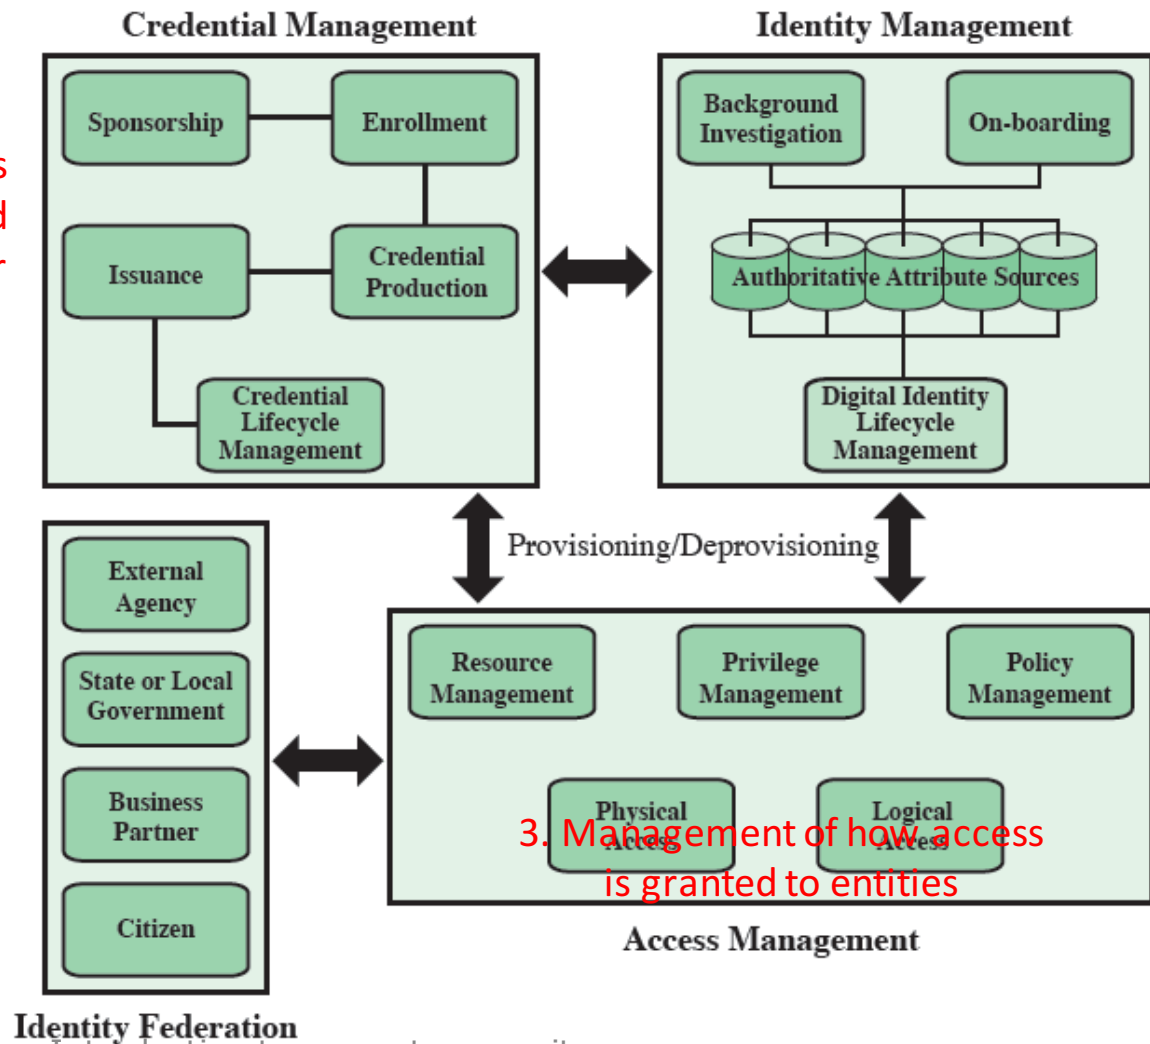 Credential Management
Identity Management
Sponsorship
Enrollment
Issuance
Credential
Production
Credential
Lifecycle
Management
Background
Investigation
On-boarding
Authoritative Attribute Sources
Digital Identity
Lifecycle
Management
Provisioning/Deprovisioning
External
Agency
State or Local
Government
Business
Partner
Citizen
Resource
Management
Privilege
Management
Policy
Management
Physical
Access
Logical
Access
3. Management of how access
is granted to entities
Access Management
Identity Federation